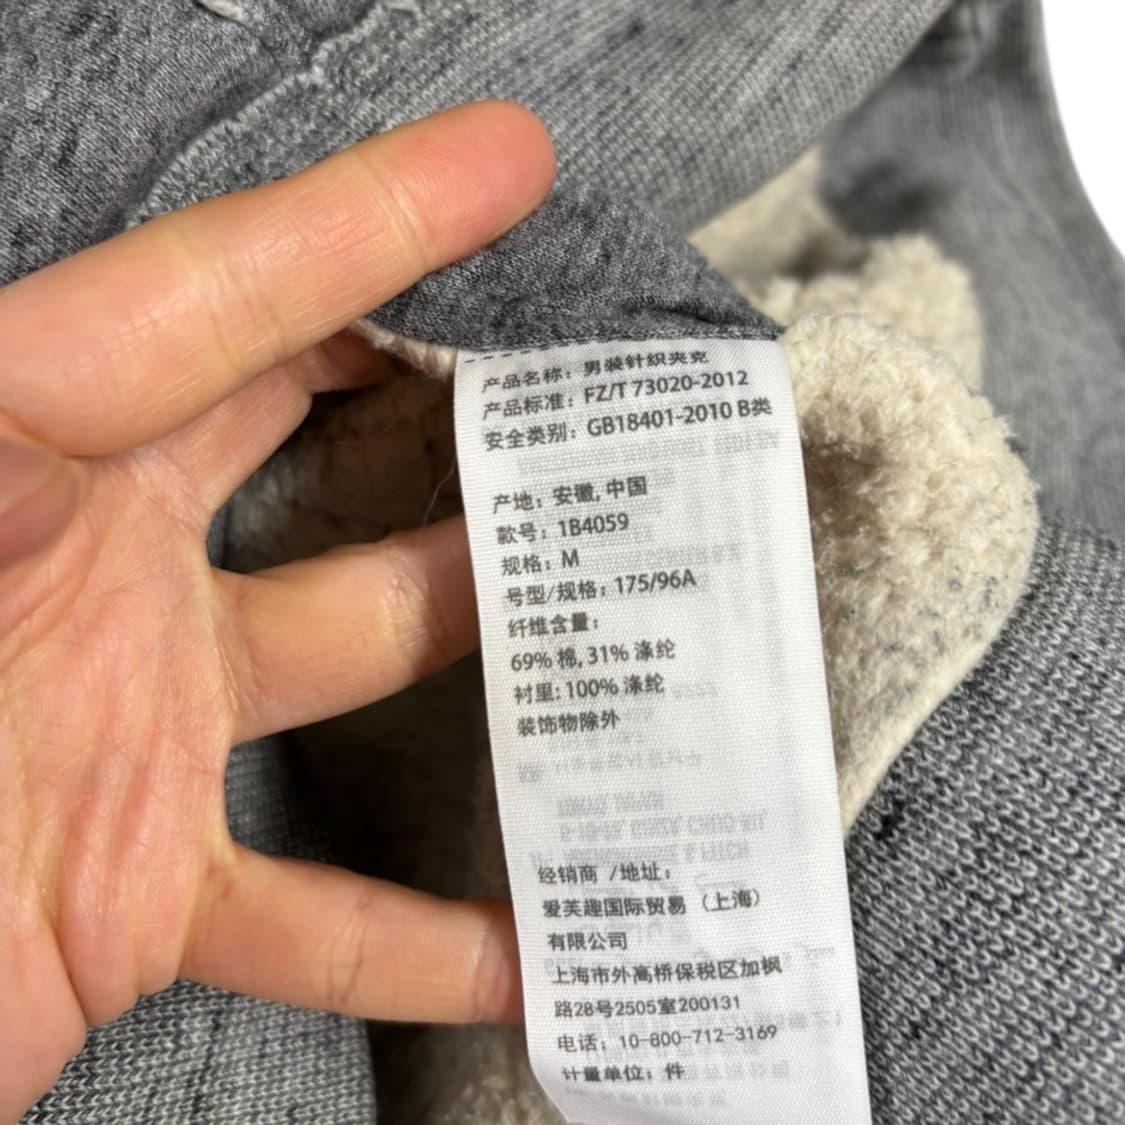 产品名称：男装针织夹克
产品标准：FZ/T 73020-2012
安全类别：GB18401-2010 B类
产地：安徽, 中国
款号：1B4059
规格：M
号型/规格：175/96A
纤维含量：
69% 棉, 31% 涤纶
衬里: 100% 涤纶
装饰物除外
经销商 /地址：
爱芙趣国际贸易（上海）
有限公司
上海市外高桥保税区加枫
路28号2505室200131
电话：10-800-712-3169
计量单位：件